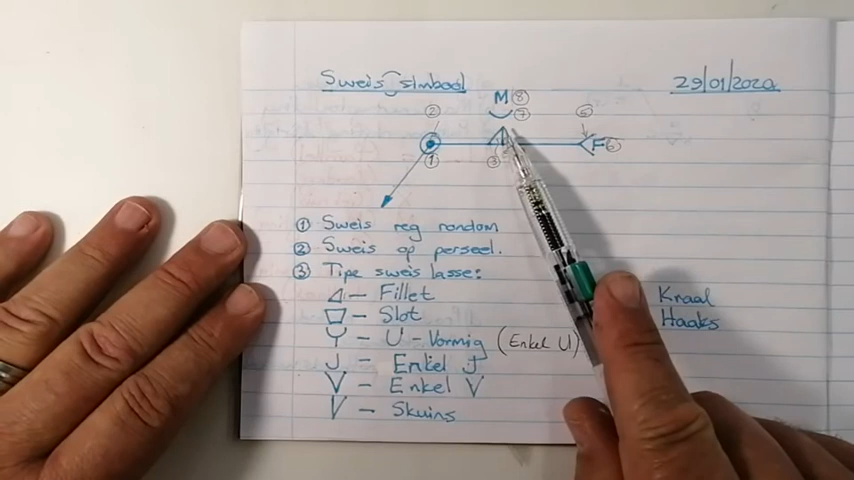 Sweis simbool
29/01/2020
M 8
7
2
5
F 6
1
3
1 Sweis reg random
2 Sweis op perseel.
3 Tipe sweis lasse:
— Fillet
— Slot
— U-Vormig (Enkel U)
— Enkel J
— Enkel V
— Skuins
Kraal
Haaks